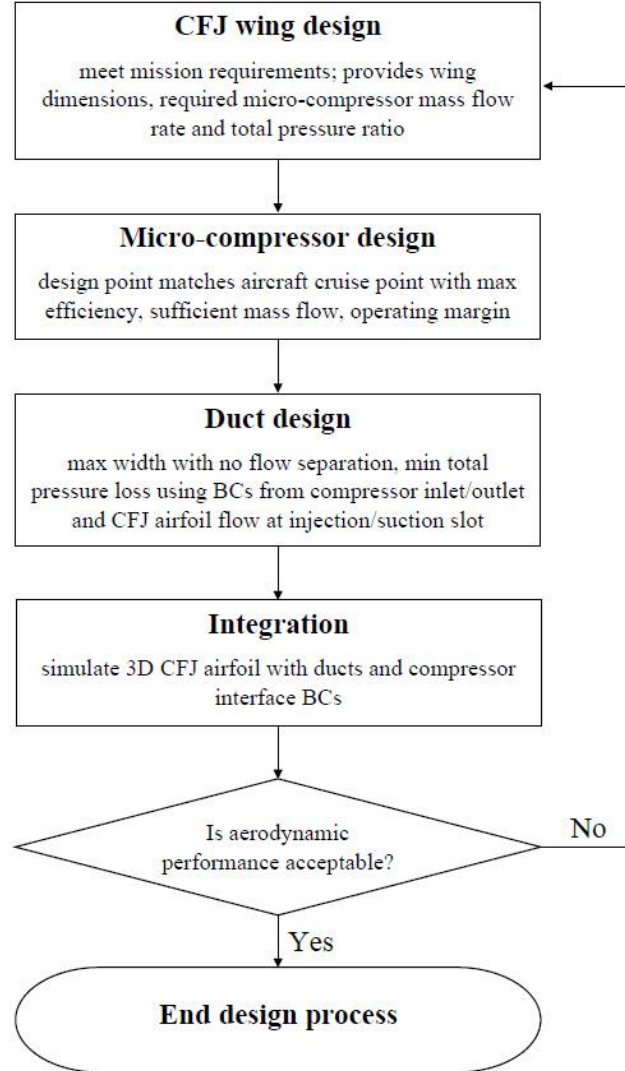 CFJ wing design
meet mission requirements; provides wing
dimensions, required micro-compressor mass flow
rate and total pressure ratio
Micro-compressor design
design point matches aircraft cruise point with max
efficiency, sufficient mass flow, operating margin
Duct design
max width with no flow separation, min total
pressure loss using BCs from compressor inlet/outlet
and CFJ airfoil flow at injection/suction slot
Integration
simulate 3D CFJ airfoil with ducts and compressor
interface BCs
Is aerodynamic
performance acceptable?
No
Yes
End design process